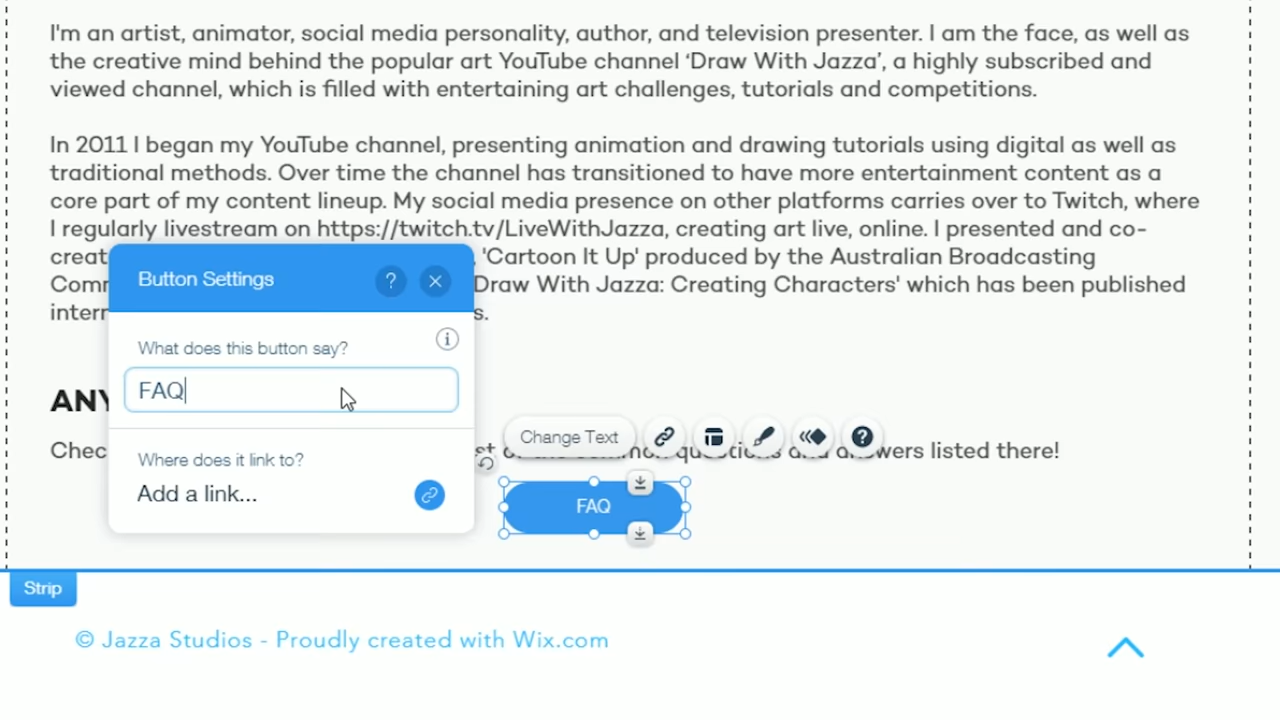 I'm an artist, animator, social media personality, author, and television presenter. I am the face, as well as
the creative mind behind the popular art YouTube channel ‘Draw With Jazza’, a highly subscribed and
viewed channel, which is filled with entertaining art challenges, tutorials and competitions.
In 2011 I began my YouTube channel, presenting animation and drawing tutorials using digital as well as
traditional methods. Over time the channel has transitioned to have more entertainment content as a
core part of my content lineup. My social media presence on other platforms carries over to Twitch, where
I regularly livestream on https://twitch.tv/LiveWithJazza, creating art live, online. I presented and co-
'Cartoon It Up' produced by the Australian Broadcasting
Draw With Jazza: Creating Characters' which has been published
Button Settings
?
What does this button say?
i
FAQ
Where does it link to?
Add a link...
common questions and answers listed there!
Change Text
?
FAQ
Strip
© Jazza Studios - Proudly created with Wix.com